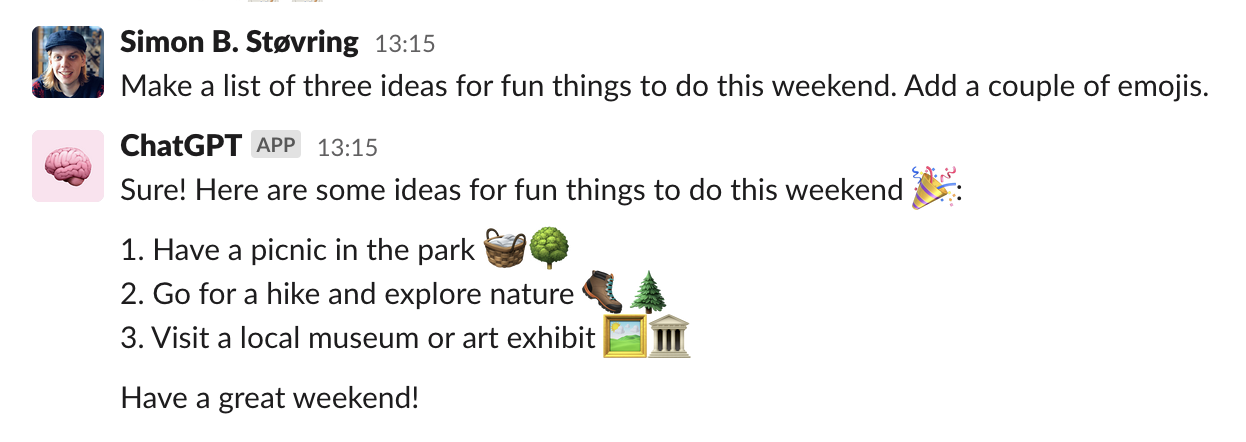 Simon B. Støvring 13:15
Make a list of three ideas for fun things to do this weekend. Add a couple of emojis.
ChatGPT APP 13:15
Sure! Here are some ideas for fun things to do this weekend 🎉:
1. Have a picnic in the park 🧺🌳
2. Go for a hike and explore nature 🥾🌲
3. Visit a local museum or art exhibit 🖼️🏛️
Have a great weekend!